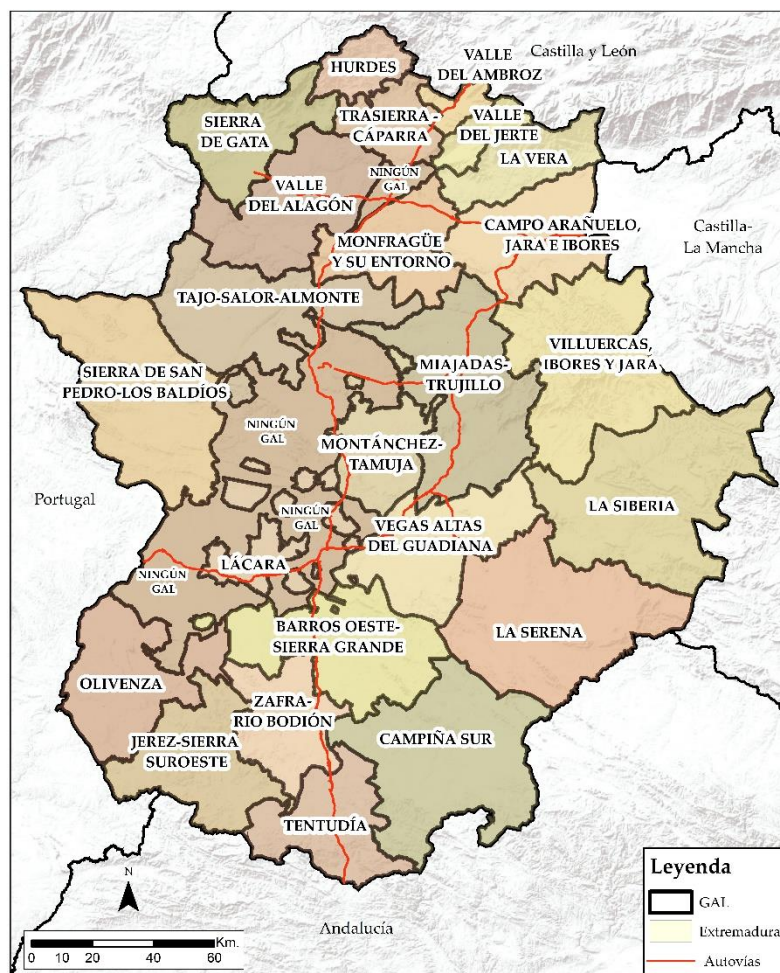 Castilla y León
HURDES
VALLE
DEL AMBROZ
SIERRA
DE GATA
TRASIERRA -
CÁPARRA
VALLE
DEL JERTE
LA VERA
NINGÚN
GAL
VALLE
DEL ALAGÓN
CAMPO ARAÑUELO,
JARA E IBORES
Castilla-
La Mancha
MONFRAGÜE
Y SU ENTORNO
TAJO-SALOR-ALMONTE
VILLUERCAS,
IBORES Y JARA
SIERRA DE SAN
PEDRO-LOS BALDÍOS
MIAJADAS-
TRUJILLO
NINGÚN
GAL
MONTÁNCHEZ-
TAMUJA
Portugal
NINGÚN
GAL
LA SIBERIA
VEGAS ALTAS
DEL GUADIANA
LÁCARA
NINGÚN
GAL
BARROS OESTE-
SIERRA GRANDE
LA SERENA
OLIVENZA
ZAFRA-
RIO BODIÓN
JEREZ-SIERRA
SUROESTE
CAMPIÑA SUR
TENTUDÍA
Leyenda
GAL
Extremadura
Autovías
N
Andalucía
Km.
0 10 20 40 60